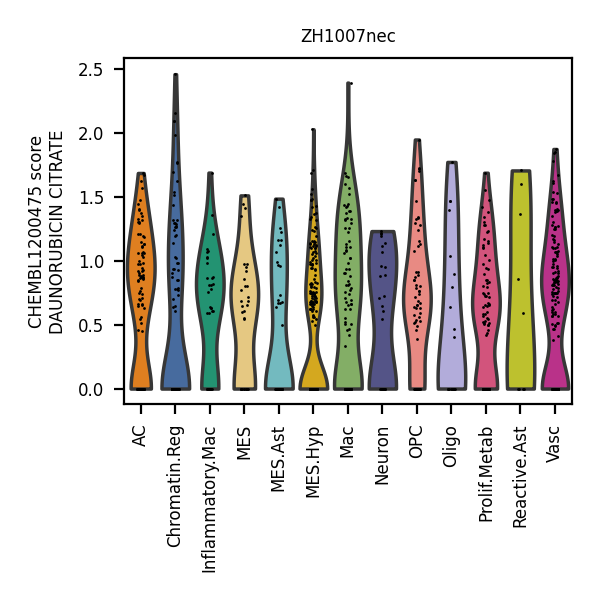 ZH1007nec
CHEMBL1200475 score
DAUNORUBICIN CITRATE
2.5
2.0
1.5
1.0
0.5
0.0
AC
Chromatin.Reg
Inflammatory.Mac
MES
MES.Ast
MES.Hyp
Mac
Neuron
OPC
Oligo
Prolif.Metab
Reactive.Ast
Vasc